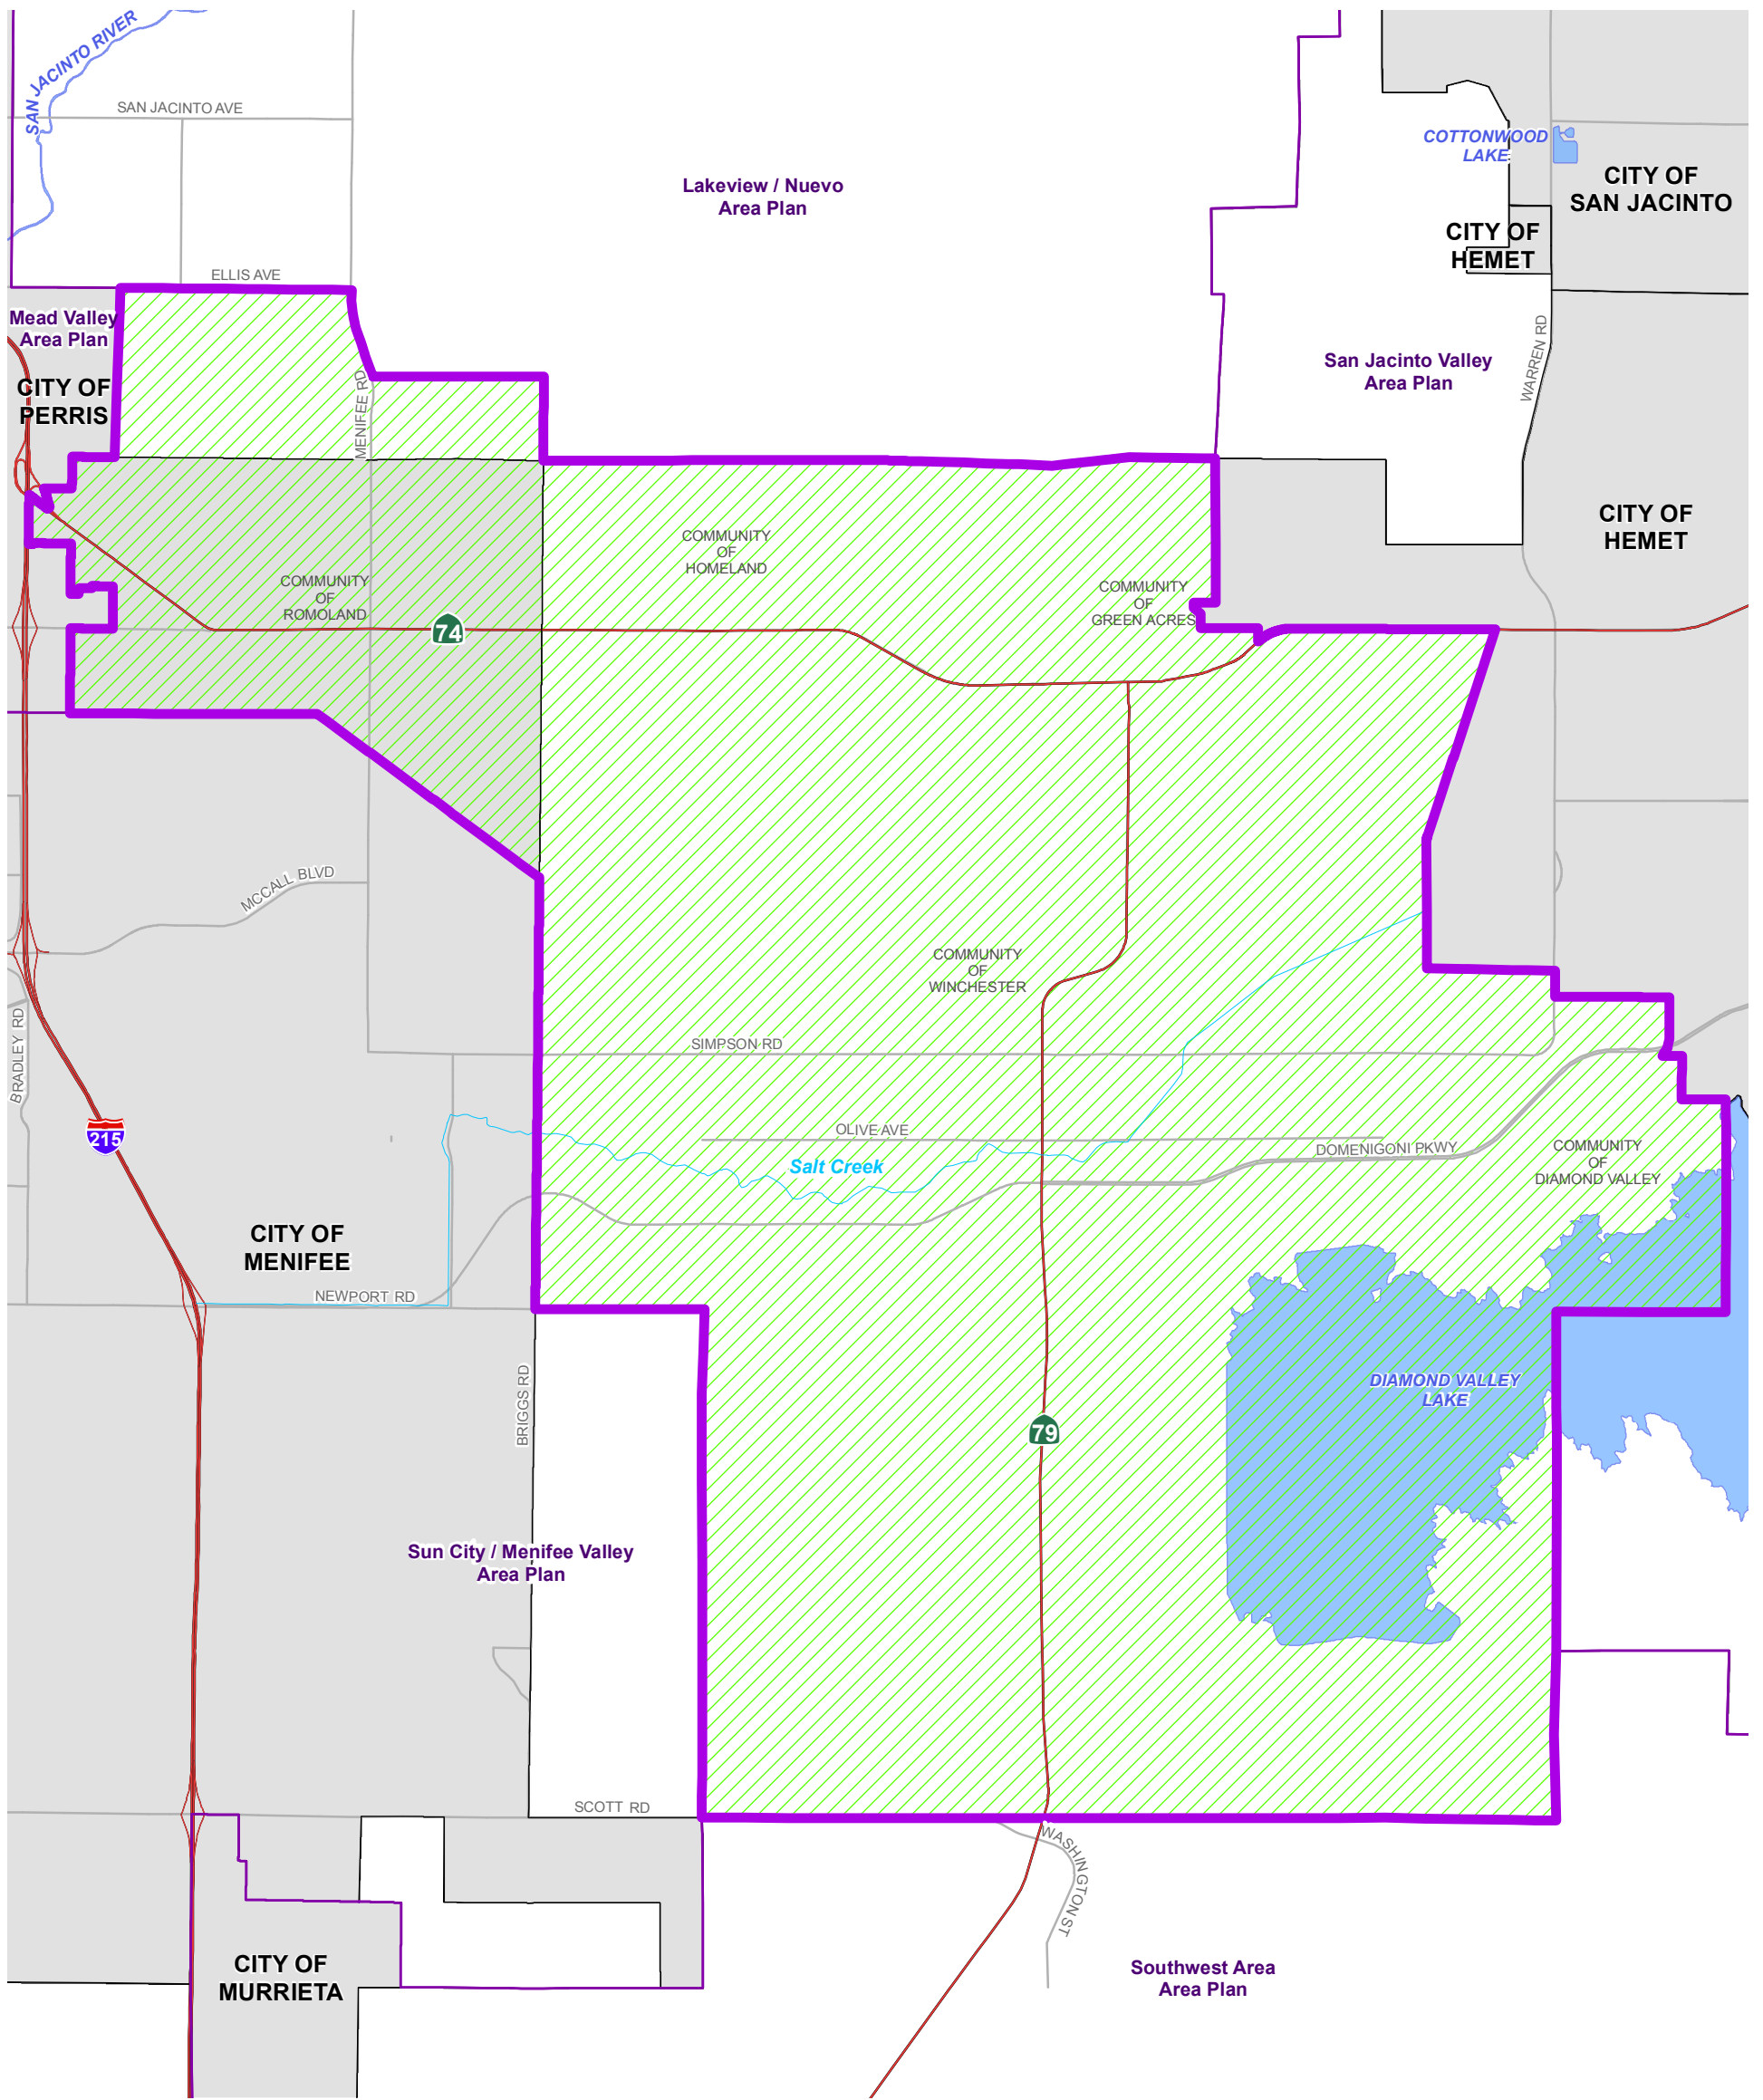 SAN JACINTO RIVER
SAN JACINTO AVE
COTTONWOOD
LAKE
CITY OF
SAN JACINTO
Lakeview / Nuevo
Area Plan
CITY OF
HEMET
ELLIS AVE
Mead Valley
Area Plan
CITY OF
PERRIS
MENIFEE RD
San Jacinto Valley
Area Plan
WARREN RD
CITY OF
HEMET
COMMUNITY
OF
HOMELAND
COMMUNITY
OF
ROMOLAND
COMMUNITY
OF
GREEN ACRES
74
MCCALL BLVD
COMMUNITY
OF
WINCHESTER
BRADLEY RD
SIMPSON RD
215
OLIVE AVE
DOMENIGONI PKWY
COMMUNITY
OF
DIAMOND VALLEY
Salt Creek
CITY OF
MENIFEE
NEWPORT RD
BRIGGS RD
DIAMOND VALLEY
LAKE
79
Sun City / Menifee Valley
Area Plan
SCOTT RD
WASHINGTON ST
CITY OF
MURRIETA
Southwest Area
Area Plan